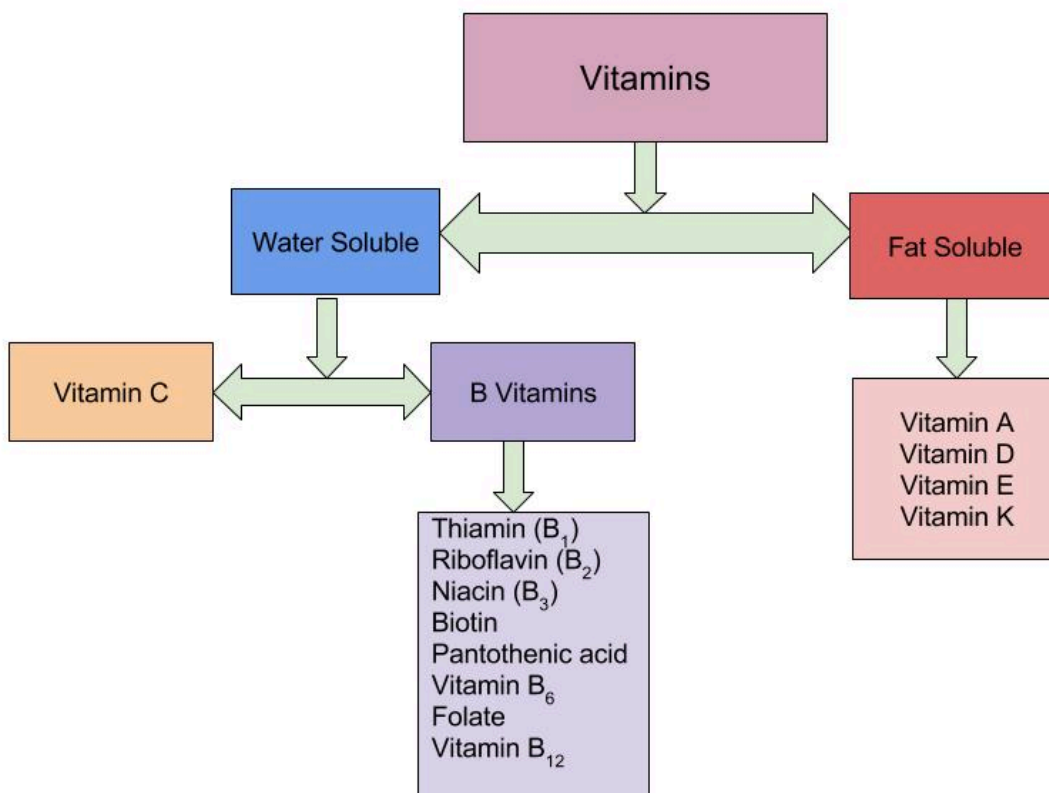 Vitamins
Water Soluble
Fat Soluble
Vitamin C
B Vitamins
Vitamin A
Vitamin D
Vitamin E
Vitamin K
Thiamin (B₁)
Riboflavin (B₂)
Niacin (B₃)
Biotin
Pantothenic acid
Vitamin B₆
Folate
Vitamin B₁₂